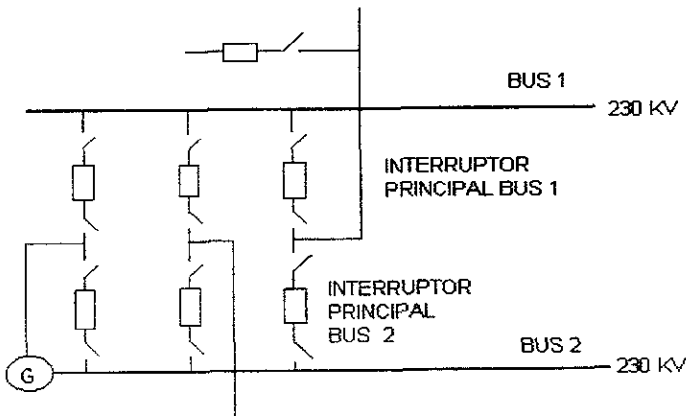 BUS 1
230 KV
INTERRUPTOR
PRINCIPAL BUS 1
INTERRUPTOR
PRINCIPAL
BUS 2
BUS 2
230 KV
G